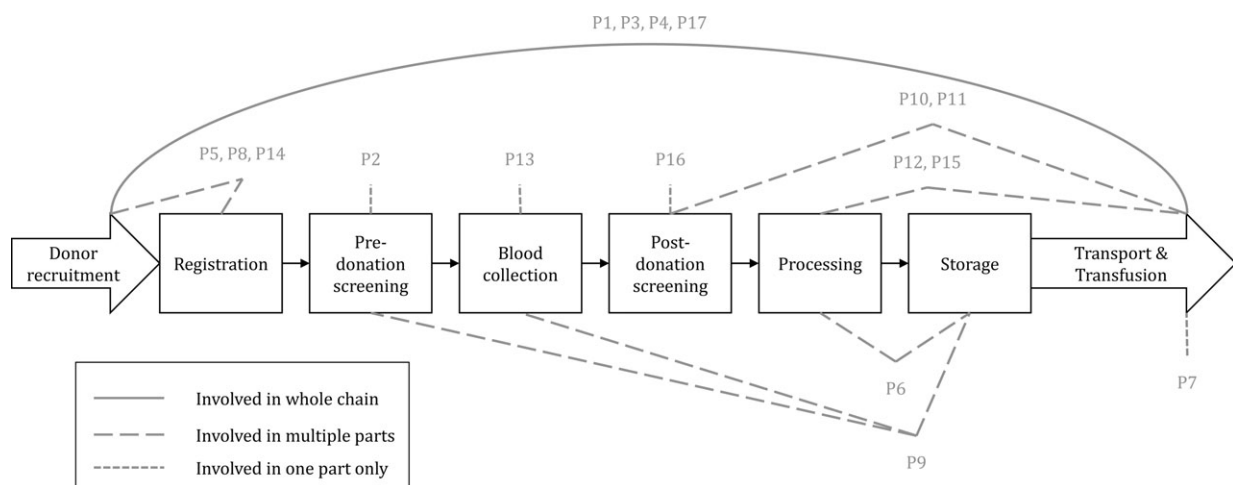 P1, P3, P4, P17
P10, P11
P5, P8, P14
P2
P13
P16
P12, P15
Donor
recruitment
Registration
Pre-
donation
screening
Blood
collection
Post-
donation
screening
Processing
Storage
Transport &
Transfusion
P6
P7
P9
Involved in whole chain
Involved in multiple parts
Involved in one part only